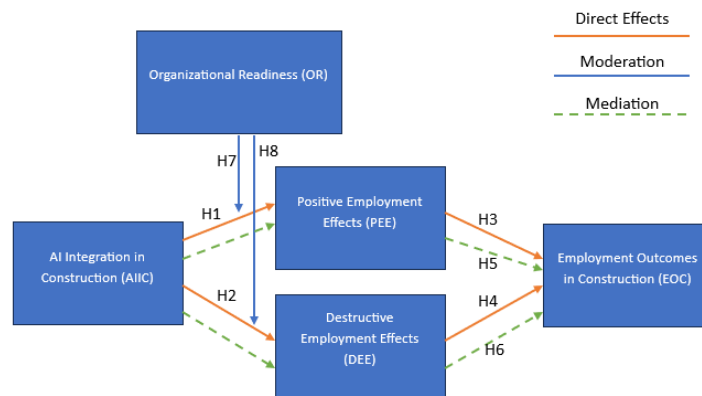 Direct Effects
Moderation
Mediation
Organizational Readiness (OR)
H7
H8
H1
Positive Employment
Effects (PEE)
H3
AI Integration in
Construction (AIIC)
H5
Employment Outcomes
in Construction (EOC)
H2
Destructive
Employment Effects
(DEE)
H4
H6